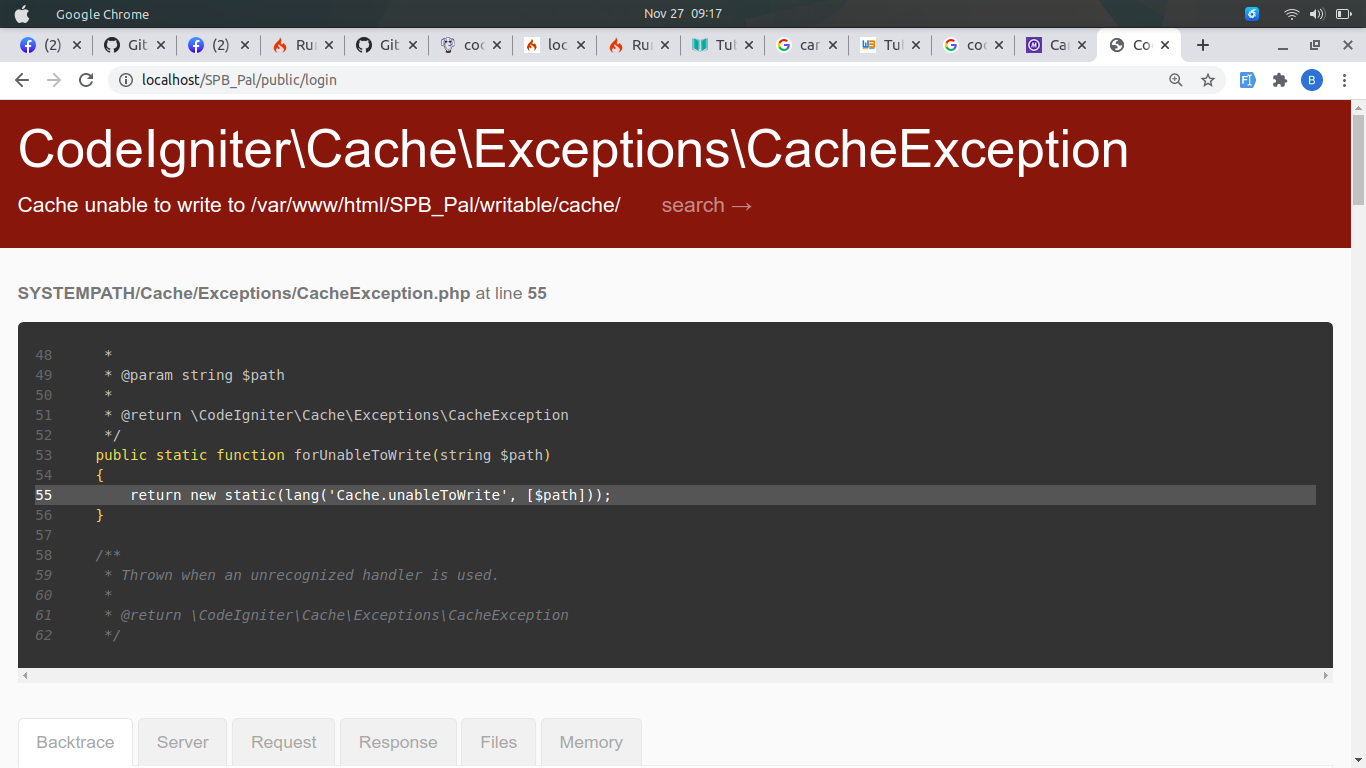 Google Chrome
Nov 27 09:17
(2) Git (2) Ru Git co loc Ru Tut car Tu co Ca Co
localhost/SPB_Pal/public/login
B
CodeIgniter\Cache\Exceptions\CacheException
Cache unable to write to /var/www/html/SPB_Pal/writable/cache/ search →
SYSTEMPATH/Cache/Exceptions/CacheException.php at line 55
48 *
49 * @param string $path
50 *
51 * @return \CodeIgniter\Cache\Exceptions\CacheException
52 */
53 public static function forUnableToWrite(string $path)
54 {
55 return new static(lang('Cache.unableToWrite', [$path]));
56 }
57
58 /**
59 * Thrown when an unrecognized handler is used.
60 *
61 * @return \CodeIgniter\Cache\Exceptions\CacheException
62 */
Backtrace Server Request Response Files Memory